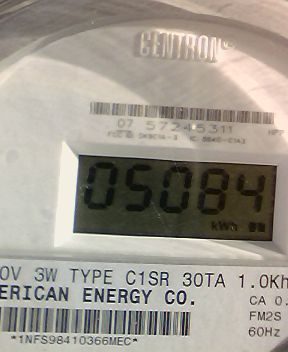 CENTRON®
07 57245311
05084
kWh
0V 3W TYPE C1SR 30TA 1.0Kh
ERICAN ENERGY CO.
CA 0.
FM2S
*1NFS98410366MEC*
60Hz